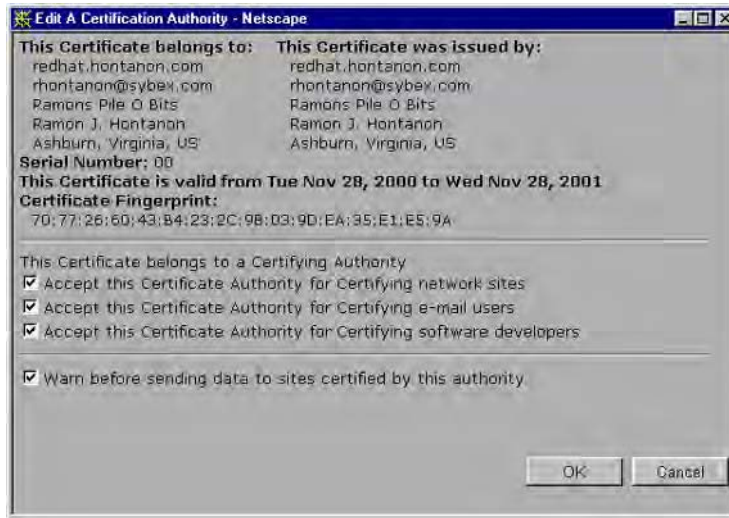 Edit A Certification Authority - Netscape
This Certificate belongs to: This Certificate was issued by:
redhat.hontanon.com redhat.hontanon.com
rhontanon@sybex.com rhontanon@sybex.com
Ramons Pile O Bits Ramons Pile O Bits
Ramon J. Hontanon Ramon J. Hontanon
Ashburn, Virginia, US Ashburn, Virginia, US
Serial Number: 00
This Certificate is valid from Tue Nov 28, 2000 to Wed Nov 28, 2001
Certificate Fingerprint:
70:77:26:60:43:B4:23:2C:9B:D3:9D:EA:35:E1:E5:9A
This Certificate belongs to a Certifying Authority
Accept this Certificate Authority for Certifying network sites
Accept this Certificate Authority for Certifying e-mail users
Accept this Certificate Authority for Certifying software developers
Warn before sending data to sites certified by this authority
OK Cancel